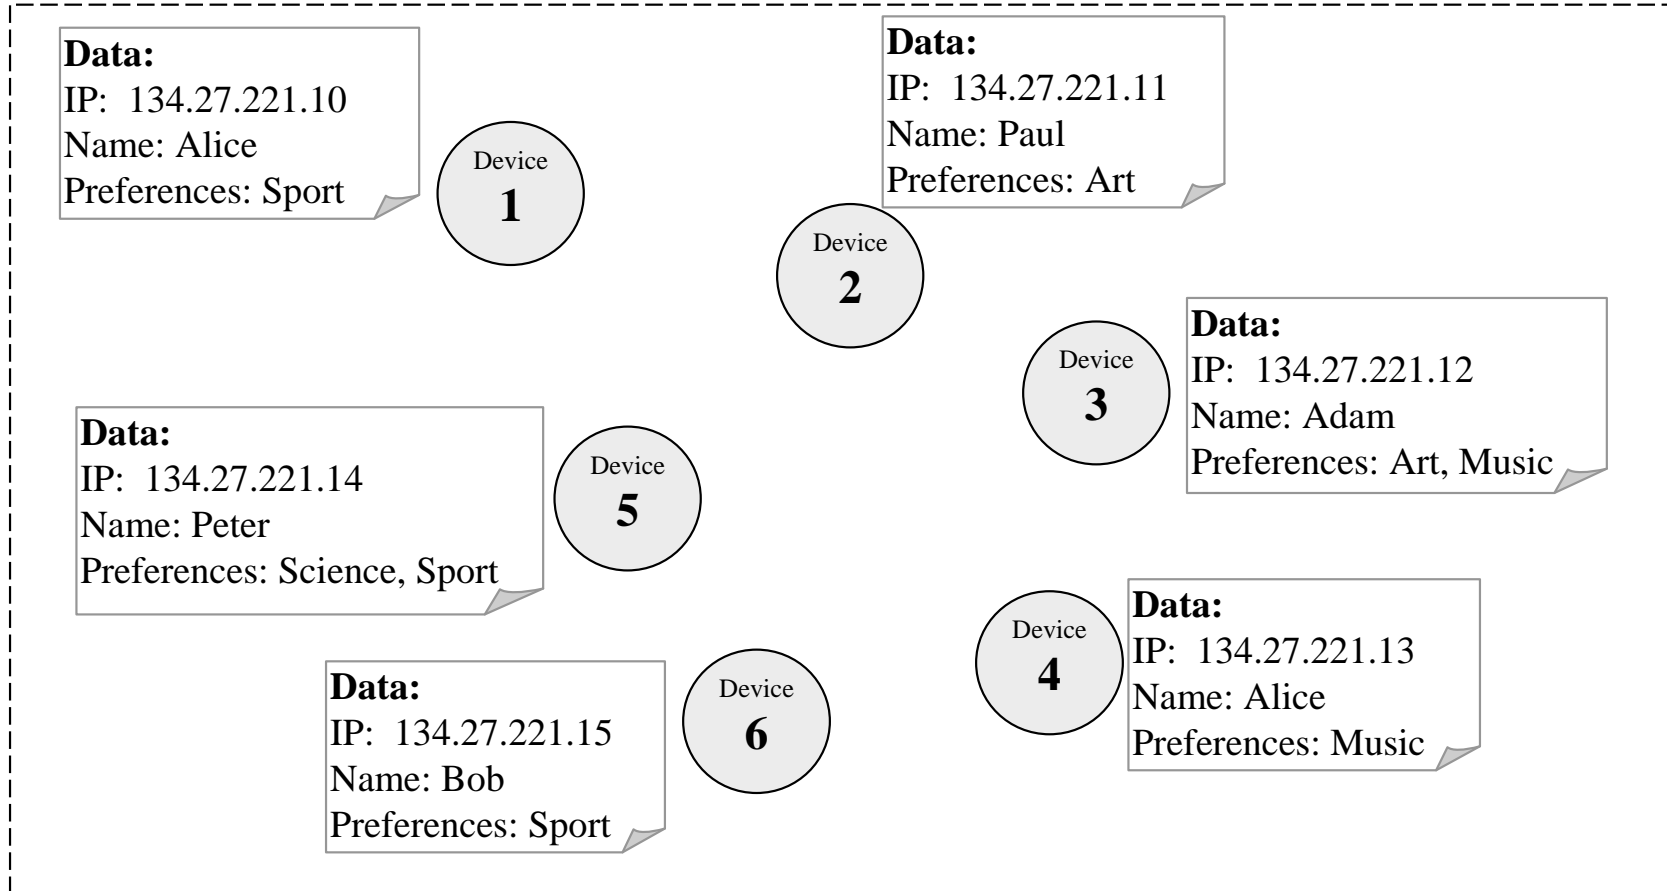 Data:
IP: 134.27.221.10
Name: Alice
Preferences: Sport
Device
1
Data:
IP: 134.27.221.11
Name: Paul
Preferences: Art
Device
2
Device
3
Data:
IP: 134.27.221.12
Name: Adam
Preferences: Art, Music
Data:
IP: 134.27.221.14
Name: Peter
Preferences: Science, Sport
Device
5
Device
4
Data:
IP: 134.27.221.13
Name: Alice
Preferences: Music
Data:
IP: 134.27.221.15
Name: Bob
Preferences: Sport
Device
6